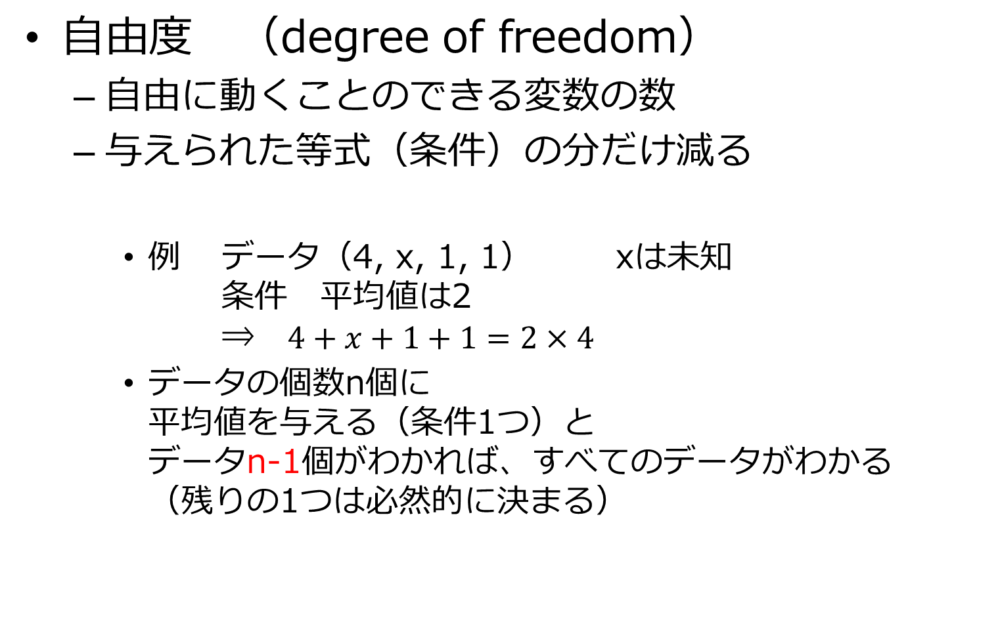 • 自由度　（degree of freedom）
– 自由に動くことのできる変数の数
– 与えられた等式（条件）の分だけ減る
• 例　データ（4, x, 1, 1）　　xは未知
条件　平均値は2
⇒　4 + x + 1 + 1 = 2 × 4
• データの個数n個に
平均値を与える（条件1つ）と
データn-1個がわかれば、すべてのデータがわかる
（残りの1つは必然的に決まる）